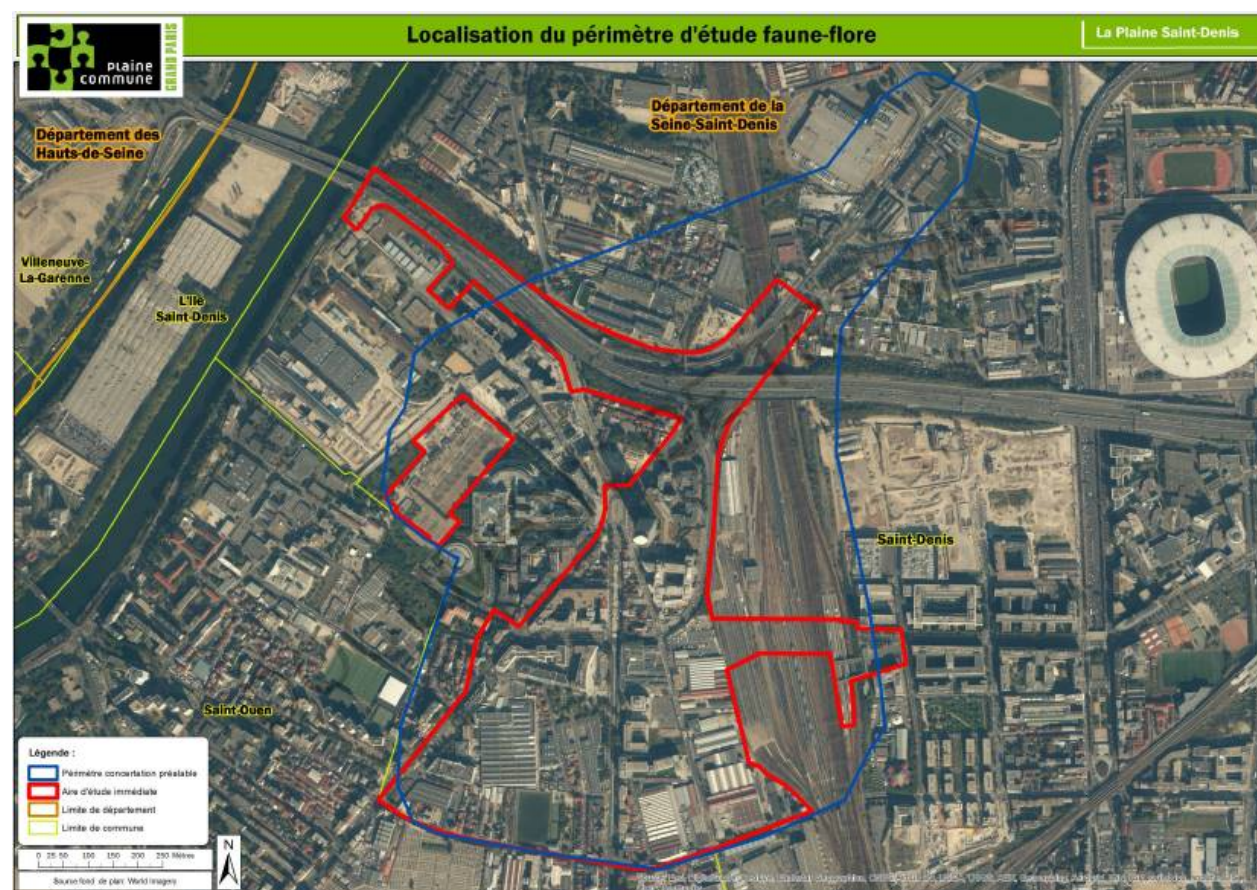 plaine
commune
GRAND PARIS
Localisation du périmètre d'étude faune-flore
La Plaine Saint-Denis
Département des
Hauts-de-Seine
Département de la
Seine-Saint-Denis
Villeneuve-
La-Garenne
L'Ile
Saint-Denis
Saint-Denis
Saint-Ouen
Légende :
Périmètre concertation préalable
Aire d'étude immédiate
Limite de département
Limite de commune
0 25 50 100 150 200 250 Mètres
N
Source fond de plan: World Imagery